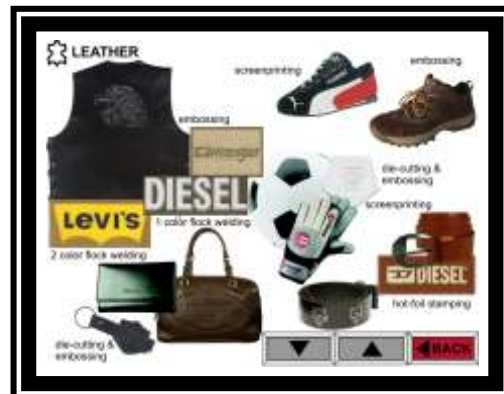 LEATHER
screenprinting
embossing
embossing
die-cutting &
embossing
DIESEL
screenprinting
LEVI'S
1 color flock welding
2 color flock welding
DIESEL
hot-foil stamping
die-cutting &
embossing
BACK